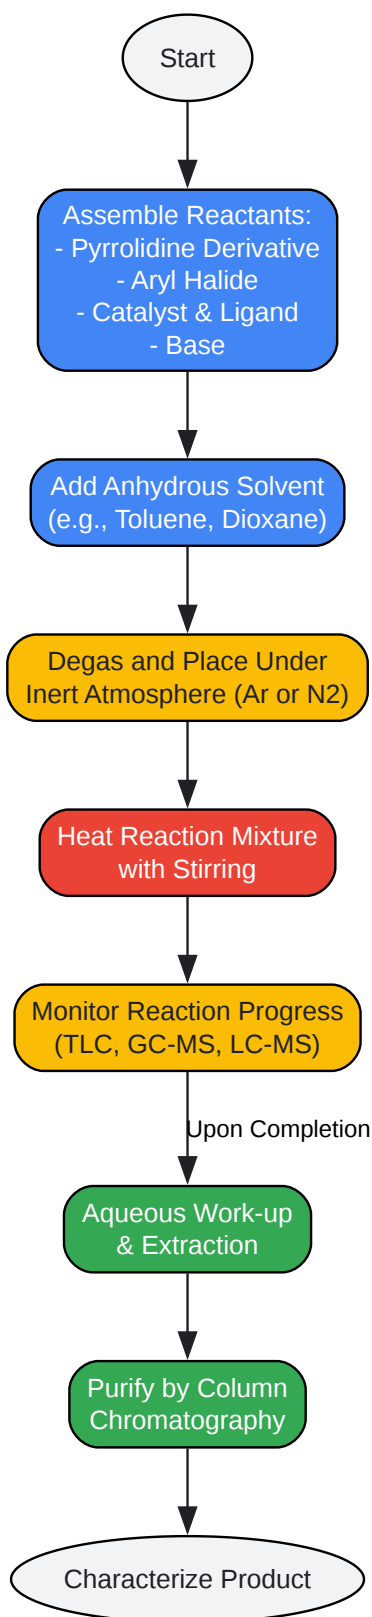 Start
Assemble Reactants:
- Pyrrolidine Derivative
- Aryl Halide
- Catalyst & Ligand
- Base
Add Anhydrous Solvent
(e.g., Toluene, Dioxane)
Degas and Place Under
Inert Atmosphere (Ar or N2)
Heat Reaction Mixture
with Stirring
Monitor Reaction Progress
(TLC, GC-MS, LC-MS)
Upon Completion
Aqueous Work-up
& Extraction
Purify by Column
Chromatography
Characterize Product